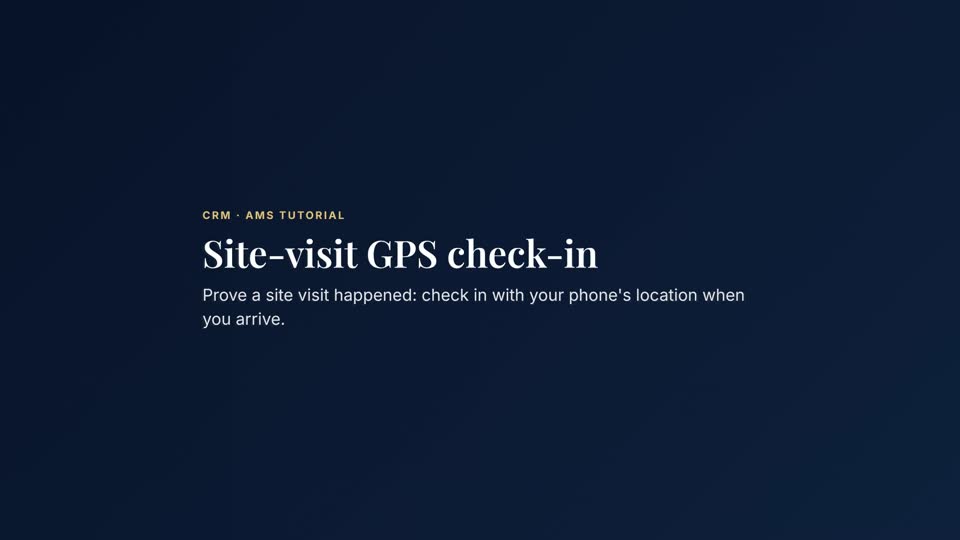 CRM · AMS TUTORIAL
Site-visit GPS check-in
Prove a site visit happened: check in with your phone's location when
you arrive.